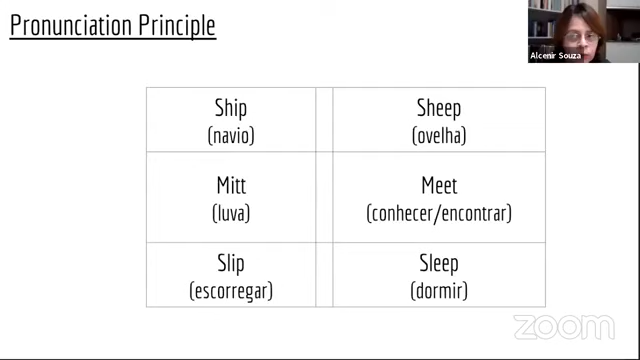 Pronunciation Principle
Alcenir Souza
Ship
(navio)
Sheep
(ovelha)
Mitt
(luva)
Meet
(conhecer/encontrar)
Slip
(escorregar)
Sleep
(dormir)
zoom